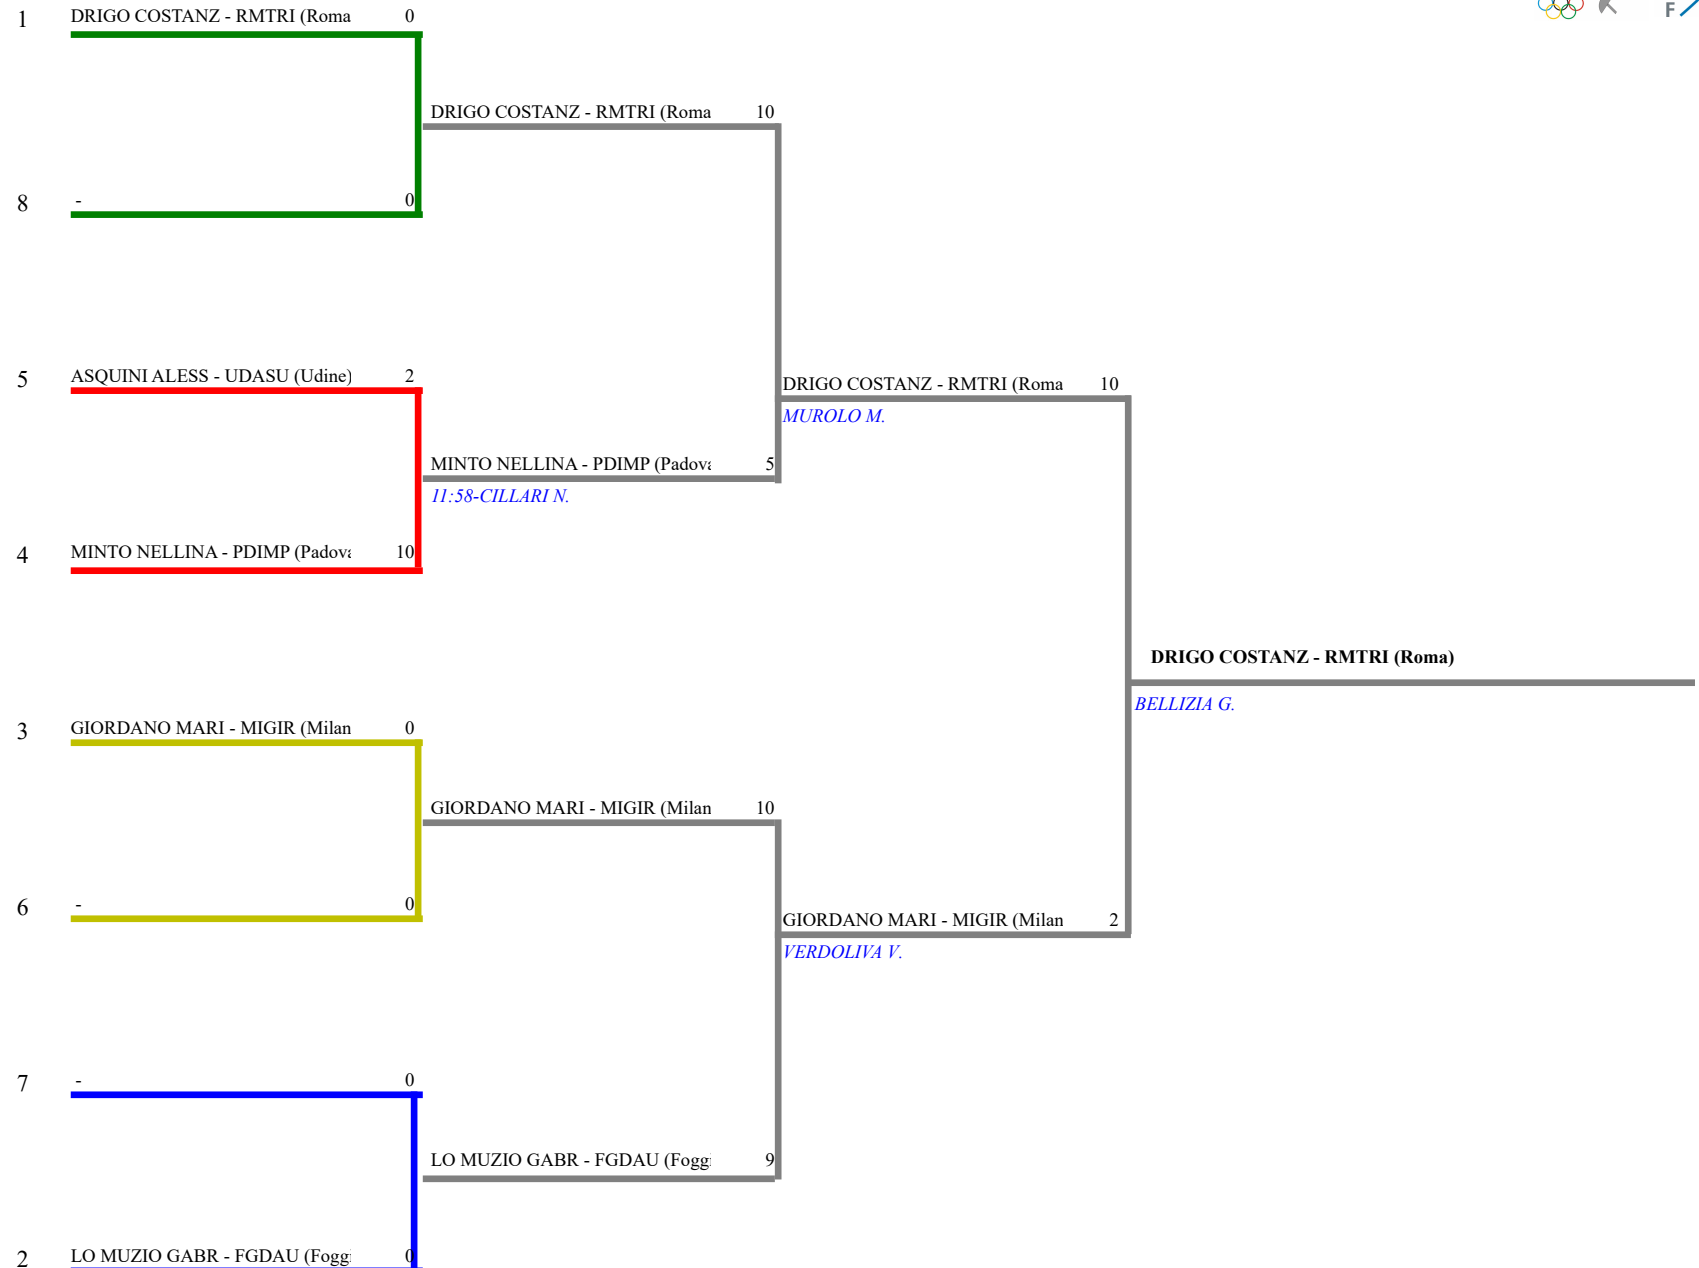 1 DRIGO COSTANZ - RMTRI (Roma 0
F
DRIGO COSTANZ - RMTRI (Roma 10
8 - 0
5 ASQUINI ALESS - UDASU (Udine) 2
DRIGO COSTANZ - RMTRI (Roma 10
MUROLO M.
MINTO NELLINA - PDIMP (Padova 5
11:58-CILLARI N.
4 MINTO NELLINA - PDIMP (Padova 10
DRIGO COSTANZ - RMTRI (Roma)
BELLIZIA G.
3 GIORDANO MARI - MIGIR (Milan 0
GIORDANO MARI - MIGIR (Milan 10
6 - 0
GIORDANO MARI - MIGIR (Milan 2
VERDOLIVA V.
7 - 0
LO MUZIO GABR - FGDAU (Foggi 9
2 LO MUZIO GABR - FGDAU (Foggi 0